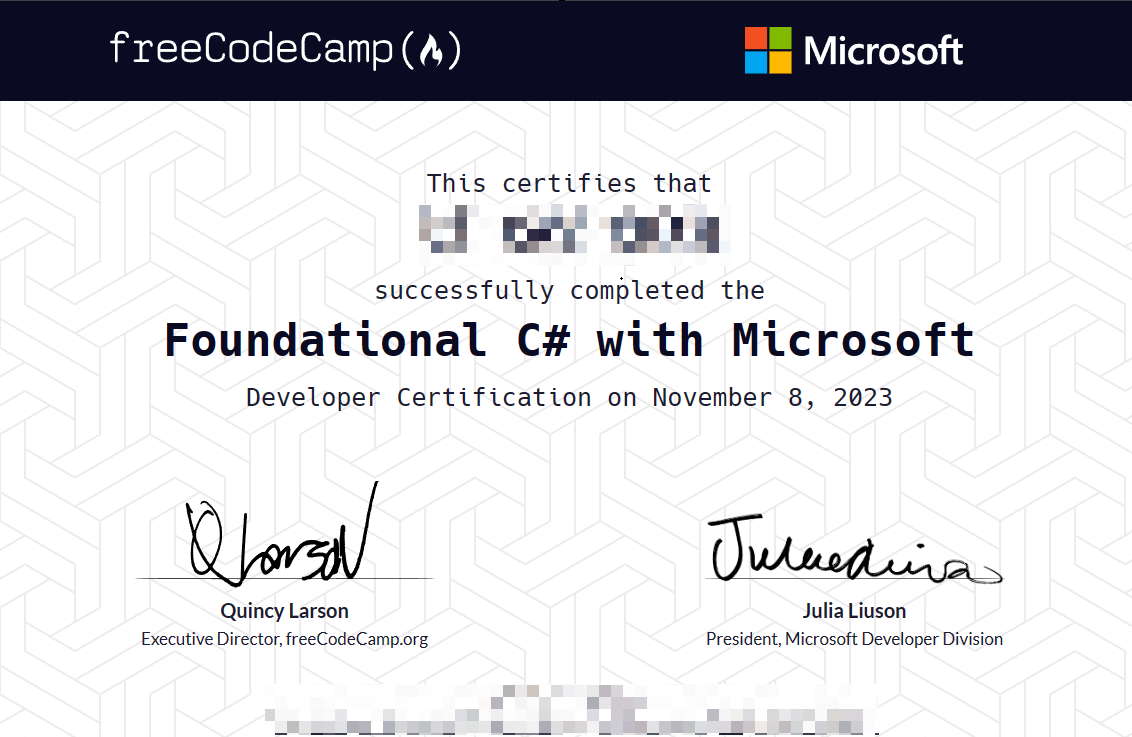 freeCodeCamp(🔥)
Microsoft
This certifies that
successfully completed the
Foundational C# with Microsoft
Developer Certification on November 8, 2023
Quincy Larson
Executive Director, freeCodeCamp.org
Julia Liuson
President, Microsoft Developer Division